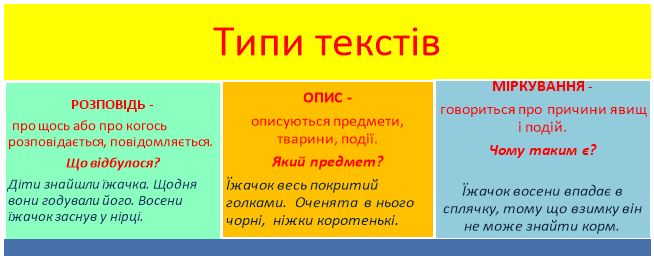 Типи текстів
РОЗПОВІДЬ -
про щось або про когось
розповідається, повідомляється.
Що відбулося?
Діти знайшли їжачка. Щодня
вони годували його. Восени
їжачок заснув у нірці.
ОПИС -
описуються предмети,
тварини, події.
Який предмет?
Їжачок весь покритий
голками. Оченята в нього
чорні, ніжки коротенькі.
МІРКУВАННЯ -
говориться про причини явищ
і подій.
Чому таким є?
Їжачок восени впадає в
сплячку, тому що взимку він
не може знайти корм.